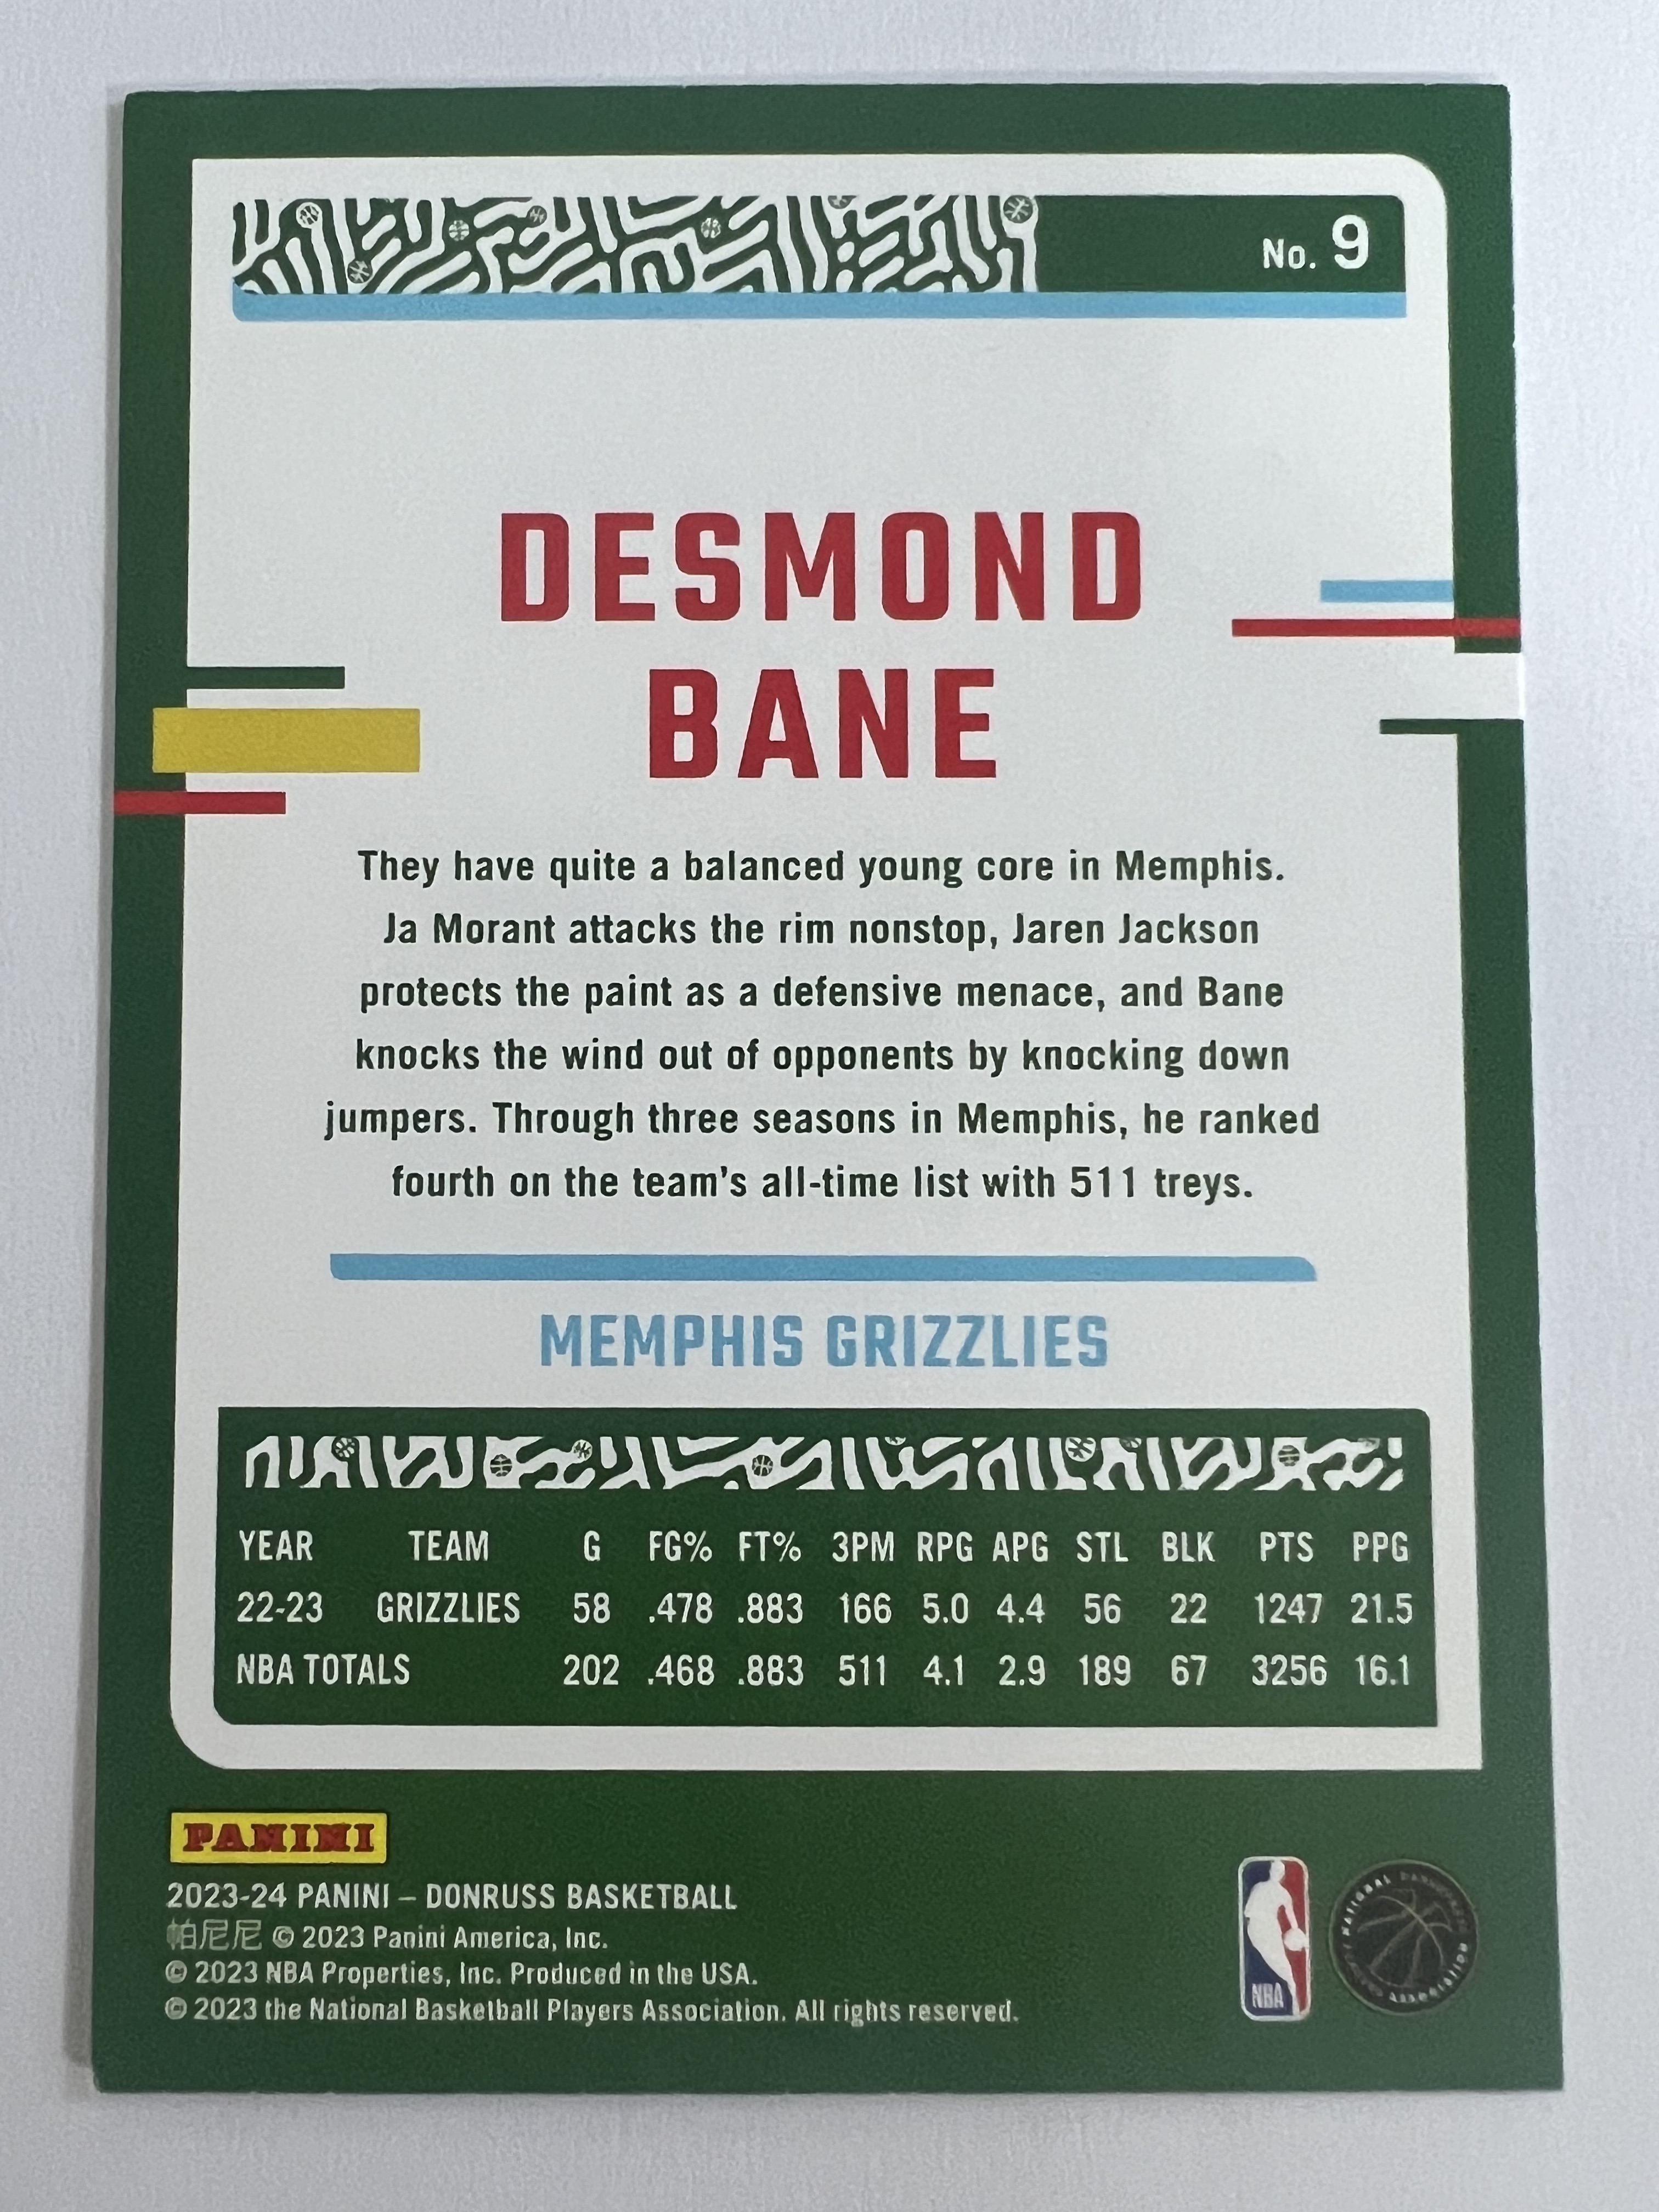 No. 9
DESMOND
BANE
They have quite a balanced young core in Memphis.
Ja Morant attacks the rim nonstop, Jaren Jackson
protects the paint as a defensive menace, and Bane
knocks the wind out of opponents by knocking down
jumpers. Through three seasons in Memphis, he ranked
fourth on the team's all-time list with 511 treys.
MEMPHIS GRIZZLIES
YEAR TEAM G FG% FT% 3PM RPG APG STL BLK PTS PPG
22-23 GRIZZLIES 58 .478 .883 166 5.0 4.4 56 22 1247 21.5
NBA TOTALS 202 .468 .883 511 4.1 2.9 189 67 3256 16.1
PANINI
2023-24 PANINI – DONRUSS BASKETBALL
帕尼尼 © 2023 Panini America, Inc.
© 2023 NBA Properties, Inc. Produced in the USA.
© 2023 the National Basketball Players Association. All rights reserved.
NBA
NATIONAL BASKETBALL PLAYERS ASSOCIATION